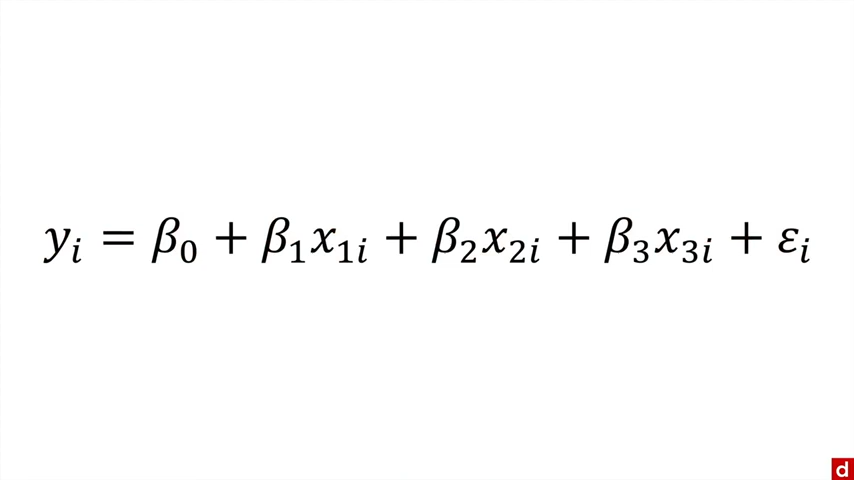 yᵢ = β₀ + β₁x₁ᵢ + β₂x₂ᵢ + β₃x₃ᵢ + εᵢ
d